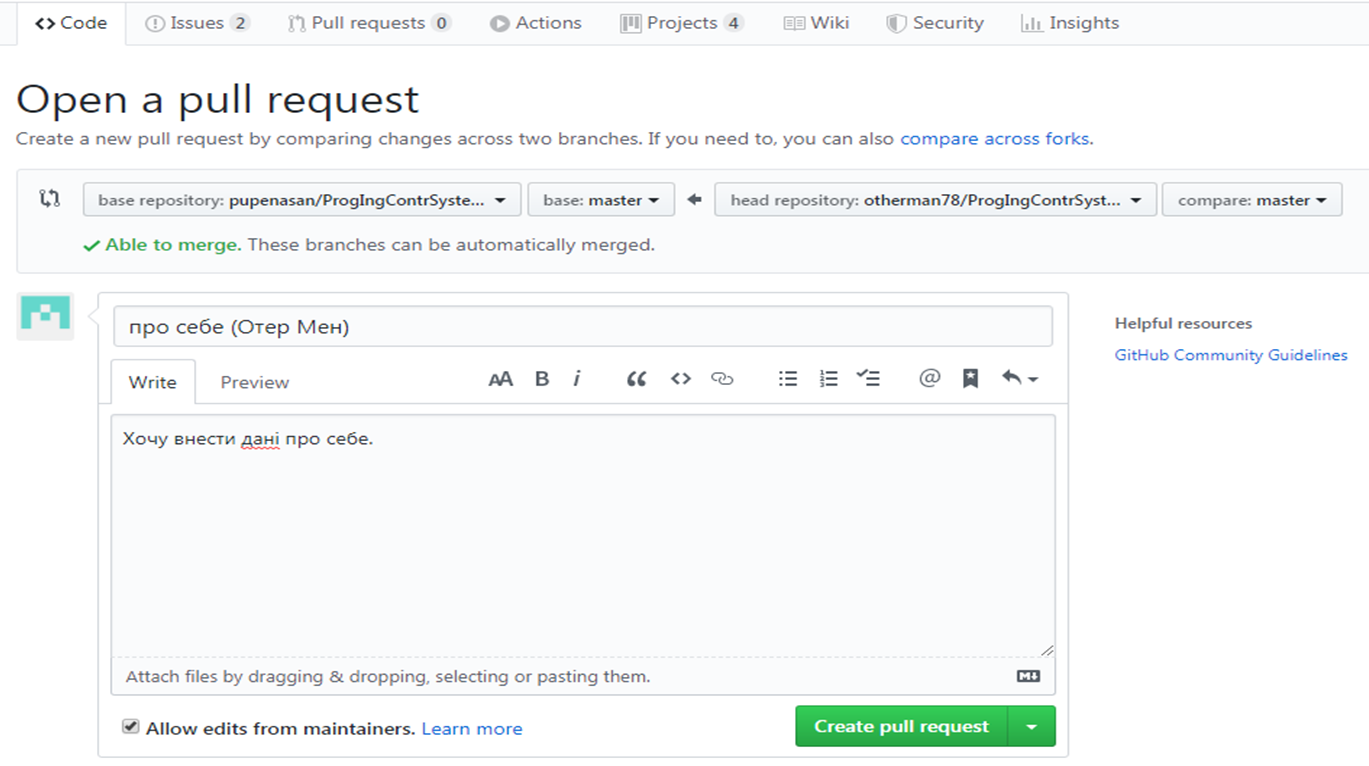 Code Issues 2 Pull requests 0 Actions Projects 4 Wiki Security Insights
Open a pull request
Create a new pull request by comparing changes across two branches. If you need to, you can also compare across forks.
base repository: pupenasan/ProgIngContrSyste... base: master head repository: otherman78/ProgIngContrSyst... compare: master
Able to merge. These branches can be automatically merged.
про себе (Отер Мен)
Helpful resources
GitHub Community Guidelines
Write Preview AA B i
Хочу внести дані про себе.
Attach files by dragging & dropping, selecting or pasting them.
Allow edits from maintainers. Learn more Create pull request